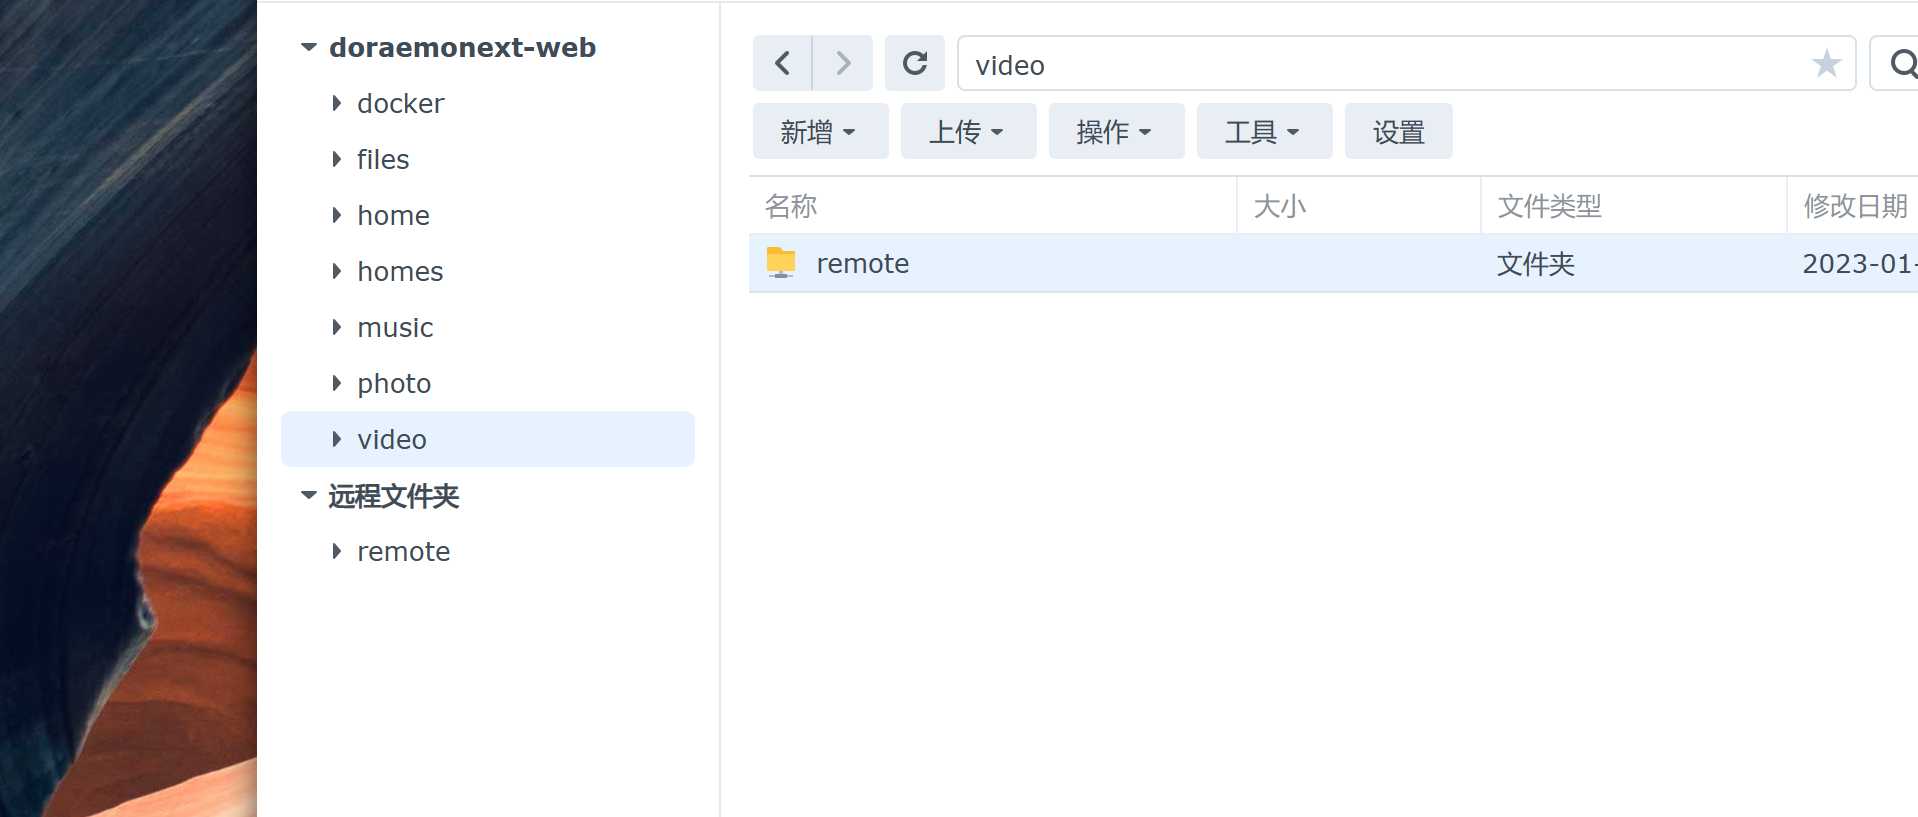 doraemonext-web
docker
files
home
homes
music
photo
video
远程文件夹
remote
video
新增 上传 操作 工具 设置
名称 大小 文件类型 修改日期
remote 文件夹 2023-01-